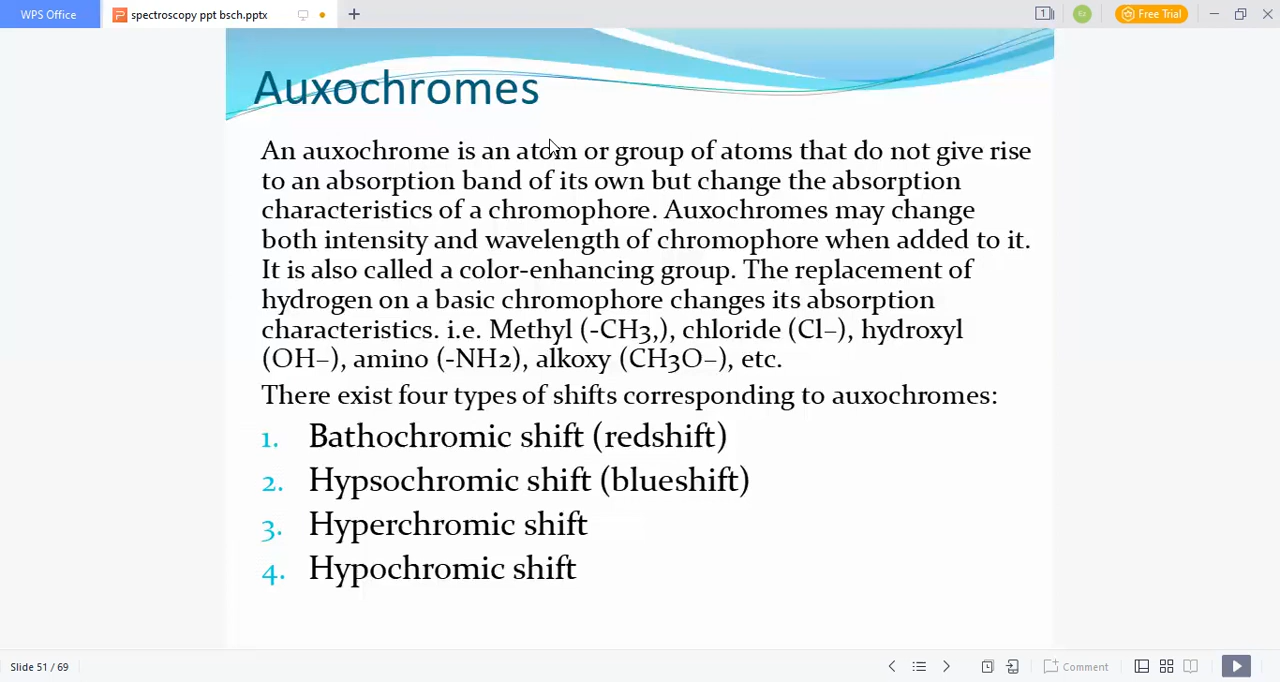 WPS Office
spectroscopy ppt bsch.pptx
1
Free Trial
Auxochromes
An auxochrome is an atom or group of atoms that do not give rise
to an absorption band of its own but change the absorption
characteristics of a chromophore. Auxochromes may change
both intensity and wavelength of chromophore when added to it.
It is also called a color-enhancing group. The replacement of
hydrogen on a basic chromophore changes its absorption
characteristics. i.e. Methyl (-CH3,), chloride (Cl−), hydroxyl
(OH−), amino (-NH2), alkoxy (CH3O−), etc.
There exist four types of shifts corresponding to auxochromes:
1. Bathochromic shift (redshift)
2. Hypsochromic shift (blueshift)
3. Hyperchromic shift
4. Hypochromic shift
Slide 51 / 69
Comment